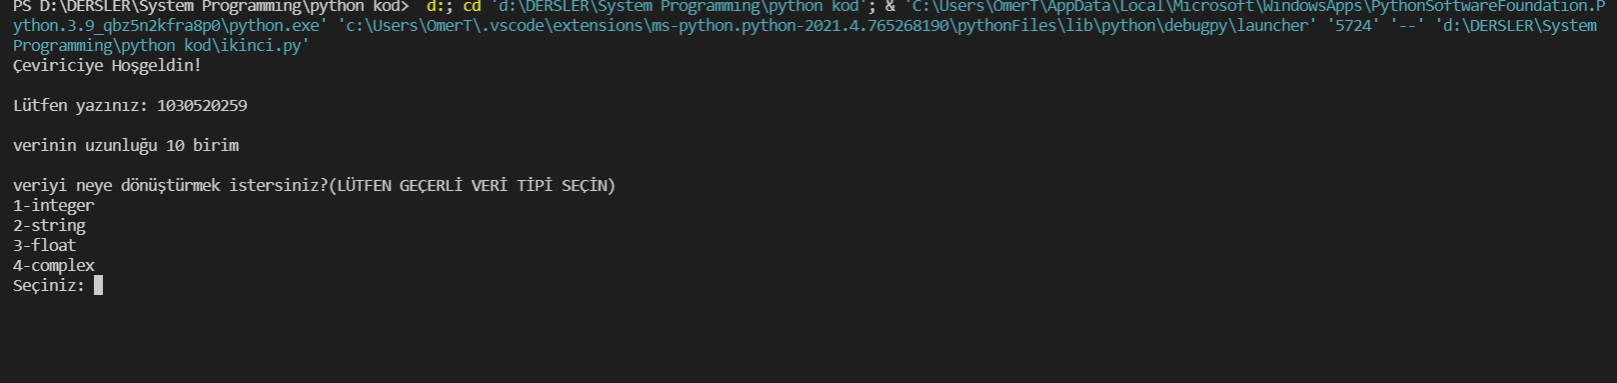 PS D:\DERSLER\System Programming\python kod>  d:; cd 'd:\DERSLER\System Programming\python kod'; & 'C:\Users\OmerT\AppData\Local\Microsoft\WindowsApps\PythonSoftwareFoundation.P
ython.3.9_qbz5n2kfra8p0\python.exe' 'c:\Users\OmerT\.vscode\extensions\ms-python.python-2021.4.765268190\pythonFiles\lib\python\debugpy\launcher' '5724' '--' 'd:\DERSLER\System
Programming\python kod\ikinci.py'
Çeviriciye Hoşgeldin!
Lütfen yazınız: 1030520259
verinin uzunluğu 10 birim
veriyi neye dönüştürmek istersiniz?(LÜTFEN GEÇERLİ VERİ TİPİ SEÇİN)
1-integer
2-string
3-float
4-complex
Seçiniz: